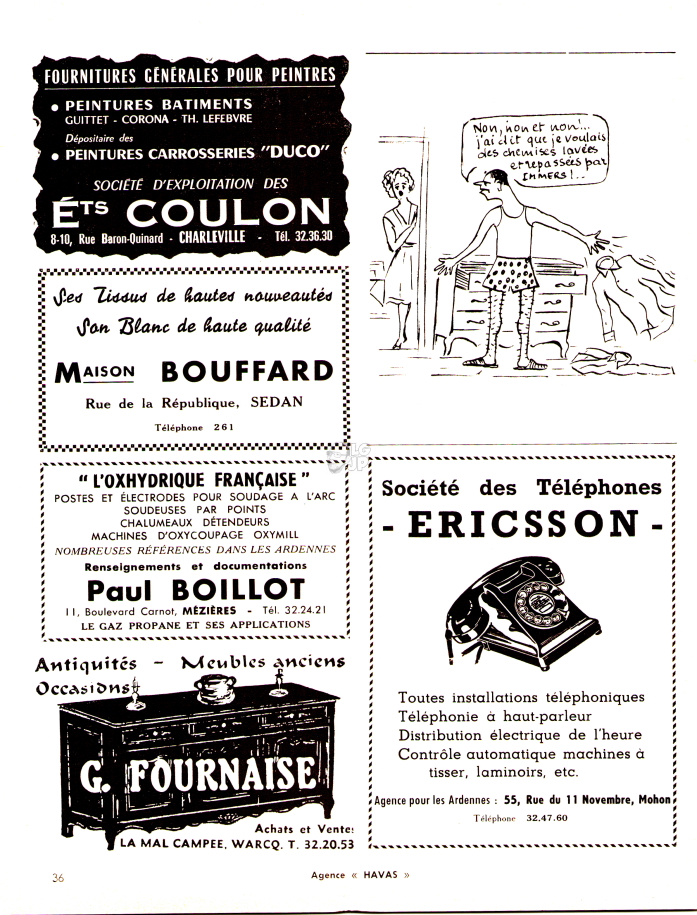 FOURNITURES GÉNÉRALES POUR PEINTRES
• PEINTURES BATIMENTS
GUITTET - CORONA - TH. LEFEBVRE
Dépositaire des
• PEINTURES CARROSSERIES "DUCO"
SOCIÉTÉ D'EXPLOITATION DES
ÉTS COULON
8-10, Rue Baron-Quinard - CHARLEVILLE - Tél. 32.36.30
Ses Tissus de hautes nouveautés
Son Blanc de haute qualité
MAISON BOUFFARD
Rue de la République, SEDAN
Téléphone 261
" L'OXHYDRIQUE FRANÇAISE "
POSTES ET ÉLECTRODES POUR SOUDAGE A L'ARC
SOUDEUSES PAR POINTS
CHALUMEAUX DÉTENDEURS
MACHINES D'OXYCOUPAGE OXYMILL
NOMBREUSES RÉFÉRENCES DANS LES ARDENNES
Renseignements et documentations
Paul BOILLOT
11, Boulevard Carnot, MÉZIÈRES - Tél. 32.24.21
LE GAZ PROPANE ET SES APPLICATIONS
Antiquités - Meubles anciens
Occasions
G. FOURNAISE
Achats et Ventes
LA MAL CAMPEE, WARCQ. T. 32.20.53
Non, non et non!..
j'ai dit que je voulais
des chemises lavées
et repassées par
IMMERS!..
Société des Téléphones
- ERICSSON -
Toutes installations téléphoniques
Téléphonie à haut-parleur
Distribution électrique de l'heure
Contrôle automatique machines à
tisser, laminoirs, etc.
Agence pour les Ardennes : 55, Rue du 11 Novembre, Mohon
Téléphone 32.47.60
36
Agence « HAVAS »